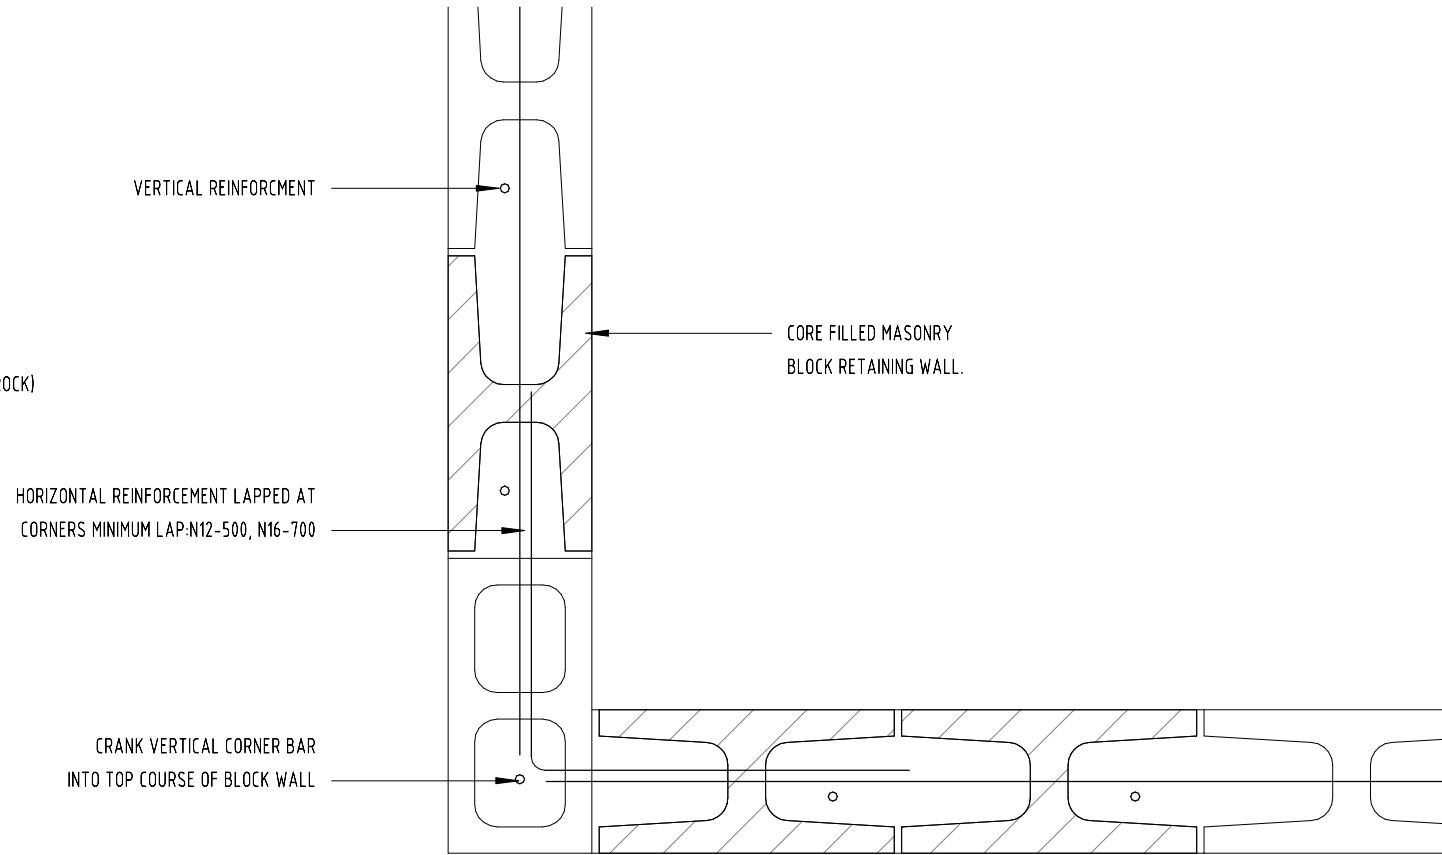 VERTICAL REINFORCMENT
CORE FILLED MASONRY
BLOCK RETAINING WALL.
OCK)
HORIZONTAL REINFORCEMENT LAPPED AT
CORNERS MINIMUM LAP:N12-500, N16-700
CRANK VERTICAL CORNER BAR
INTO TOP COURSE OF BLOCK WALL